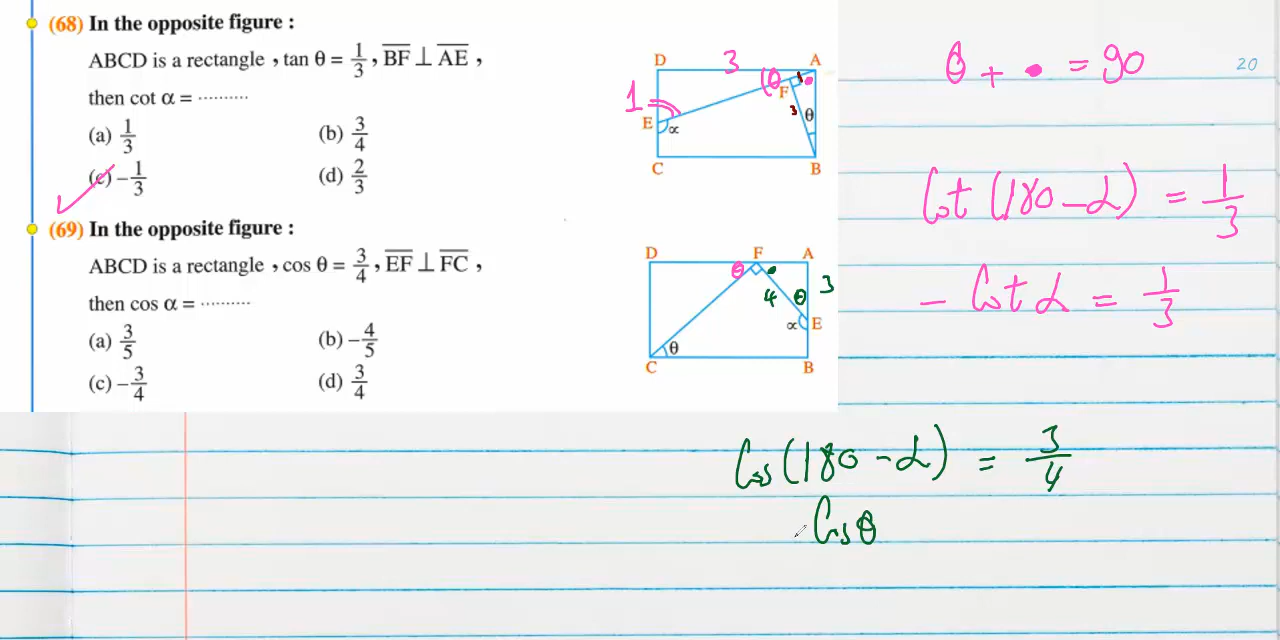 (68) In the opposite figure :
ABCD is a rectangle , tan θ = 1/3 , BF ⊥ AE ,
then cot α = ··········
(a) 1/3
(b) 3/4
(c) −1/3
(d) 2/3
D 3 A
1 θ 1 F
3 θ
E α
C B
(69) In the opposite figure :
ABCD is a rectangle , cos θ = 3/4 , EF ⊥ FC ,
then cos α = ··········
(a) 3/5
(b) −4/5
(c) −3/4
(d) 3/4
D F A
θ
4 θ 3
α E
θ
C B
θ + • = 90
20
Cot (180 − α) = 1/3
− Cot α = 1/3
Cos (180 − α) = 3/4
Cos θ